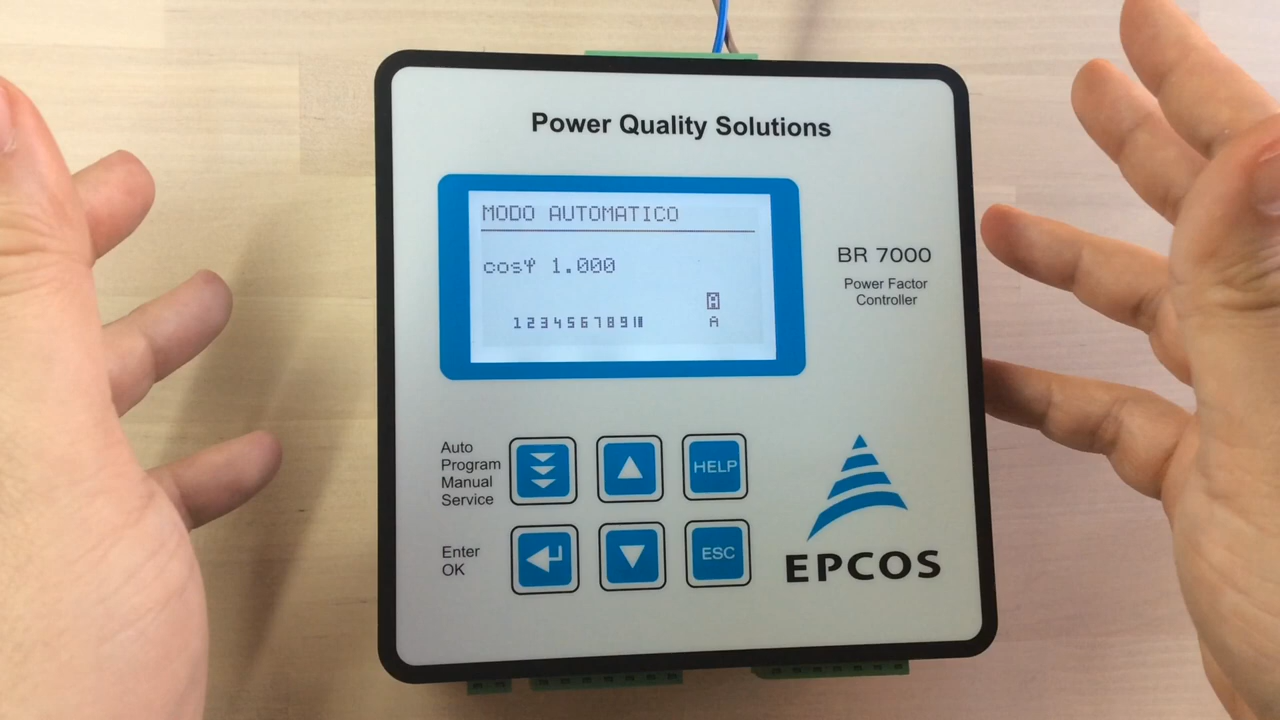 Power Quality Solutions
MODO AUTOMATICO
cosφ 1.000
A
123456789
A
BR 7000
Power Factor
Controller
Auto
Program
Manual
Service
HELP
Enter
OK
ESC
EPCOS